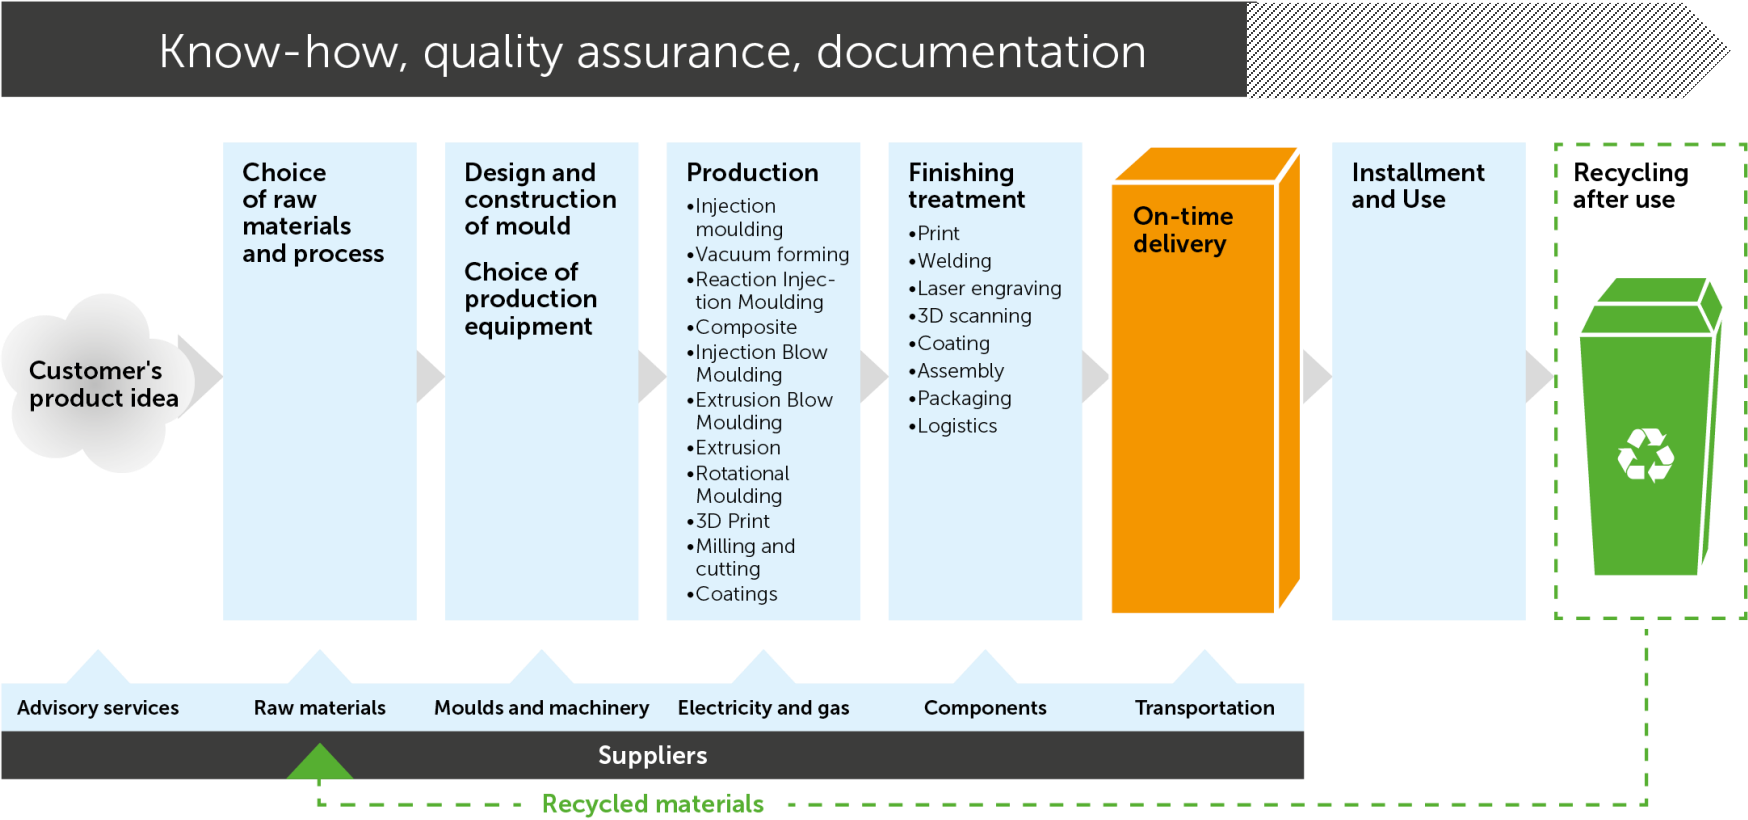 Know-how, quality assurance, documentation
Customer's
product idea
Choice
of raw
materials
and process
Design and
construction
of mould
Choice of
production
equipment
Production
•Injection
moulding
•Vacuum forming
•Reaction Injec-
tion Moulding
•Composite
•Injection Blow
Moulding
•Extrusion Blow
Moulding
•Extrusion
•Rotational
Moulding
•3D Print
•Milling and
cutting
•Coatings
Finishing
treatment
•Print
•Welding
•Laser engraving
•3D scanning
•Coating
•Assembly
•Packaging
•Logistics
On-time
delivery
Installment
and Use
Recycling
after use
Advisory services
Raw materials
Moulds and machinery
Electricity and gas
Components
Transportation
Suppliers
Recycled materials